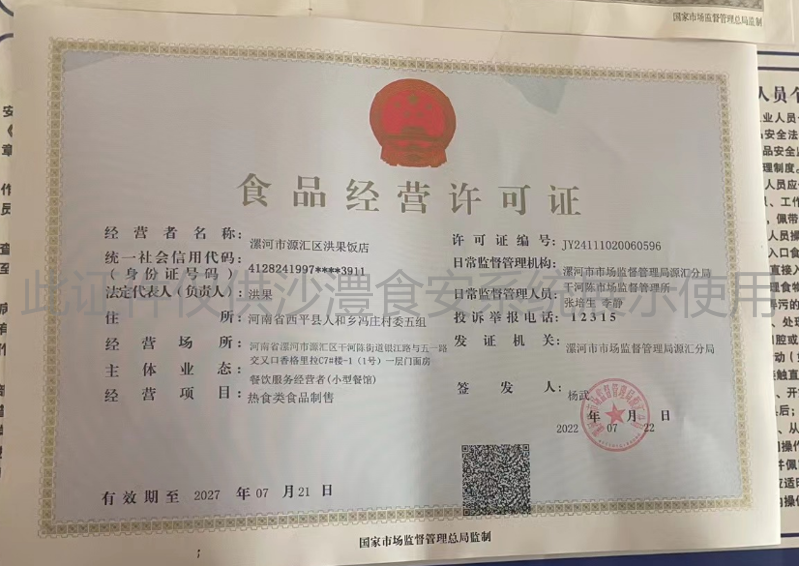 国家市场监督管理总局监制
食品经营许可证
经营者名称：漯河市源汇区洪果饭店
统一社会信用代码：
（身份证号码）4128241997****3911
法定代表人（负责人）：洪果
住所：河南省西平县人和乡冯庄村委五组
经营场所：河南省漯河市源汇区干河陈街道银江路与五一路
交叉口香格里拉C7#楼-1（1号）一层门面房
主体业态：餐饮服务经营者(小型餐馆)
经营项目：热食类食品制售
许可证编号：JY24111020060596
日常监督管理机构：漯河市市场监督管理局源汇分局
干河陈市场监督管理所
日常监督管理人员：张培生 李静
投诉举报电话：12315
发证机关：漯河市市场监督管理局源汇分局
签发人：杨武
2022 年 07 月 22 日
有效期至 2027 年 07 月 21 日
国家市场监督管理总局监制
此证件仅供沙澧食安系统展示使用